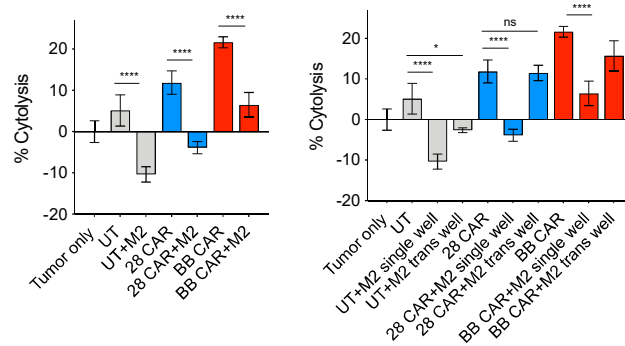 ****
****
****
% Cytolysis
20
10
0
-10
-20
Tumor only
UT
UT+M2
28 CAR
28 CAR+M2
BB CAR
BB CAR+M2
****
ns
****
*
****
% Cytolysis
20
10
0
-10
-20
Tumor only
UT
UT+M2 single well
UT+M2 trans well
28 CAR
28 CAR+M2 single well
28 CAR+M2 trans well
BB CAR
BB CAR+M2 single well
BB CAR+M2 trans well